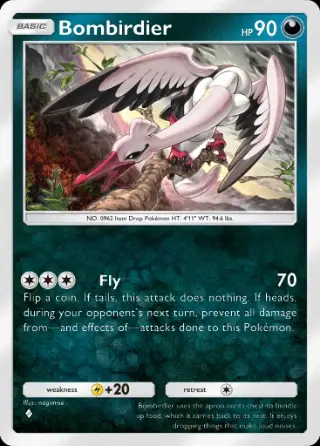 BASIC Bombirdier HP 90
NO. 0962 Item Drop Pokémon HT: 4'11" WT: 94.6 lbs.
Fly 70
Flip a coin. If tails, this attack does nothing. If heads,
during your opponent's next turn, prevent all damage
from—and effects of—attacks done to this Pokémon.
Illus. nagimiso
weakness +20 retreat
Bombirdier uses the apron on its chest to bundle
up food, which it carries back to its nest. It enjoys
dropping things that make loud noises.